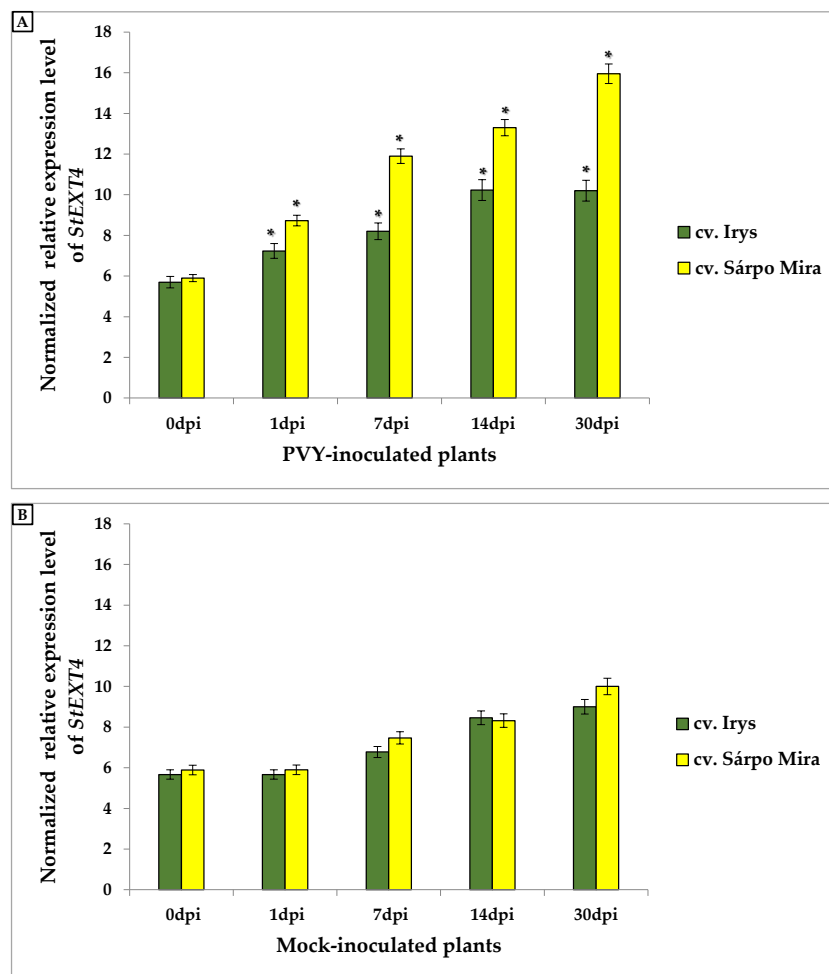 A
Normalized relative expression level
of StEXT4
18
16
14
12
10
8
6
4
2
0
* * * * * * * *
0dpi 1dpi 7dpi 14dpi 30dpi
PVY-inoculated plants
cv. Irys
cv. Sárpo Mira
B
Normalized relative expression level
of StEXT4
18
16
14
12
10
8
6
4
2
0
0dpi 1dpi 7dpi 14dpi 30dpi
Mock-inoculated plants
cv. Irys
cv. Sárpo Mira